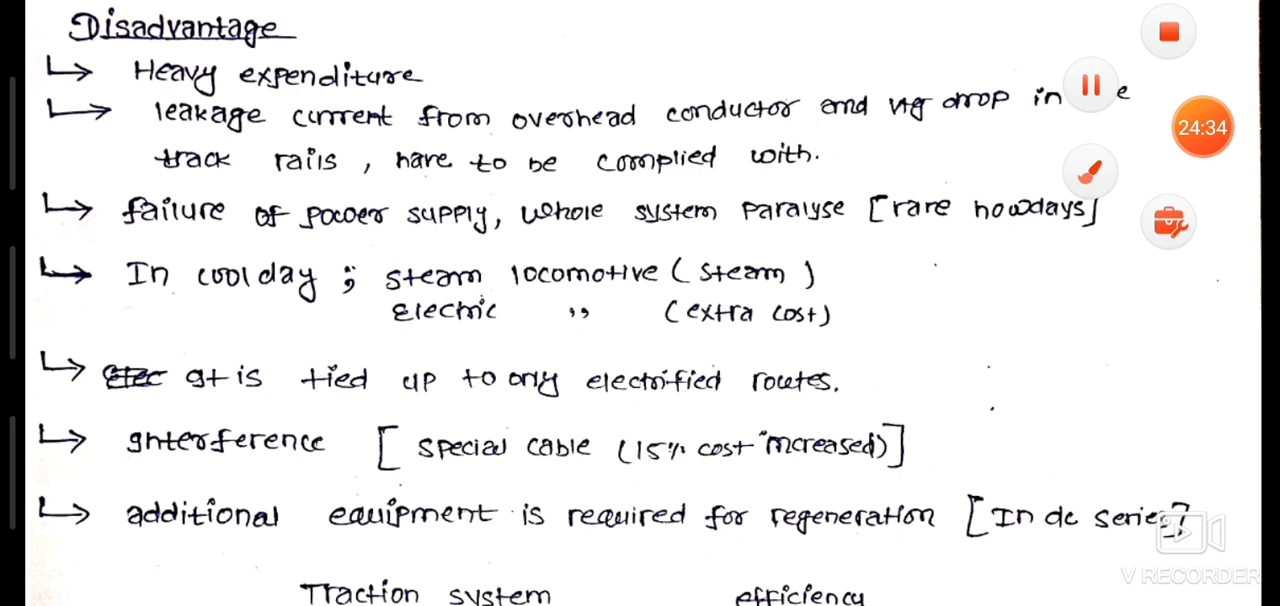 Disadvantage
↳ Heavy expenditure
↳ leakage current from overhead conductor and vtg drop in e
track rails, have to be complied with.
↳ failure of power supply, whole system paralyse [rare nowdays]
↳ In cool day ; steam locomotive (steam)
Electric ,, (extra cost)
↳ It is tied up to only electrified routes.
↳ Interference [special cable (15% cost increased)]
↳ additional equipment is required for regeneration [In dc series]
Traction system efficiency
24:34
V RECORDER